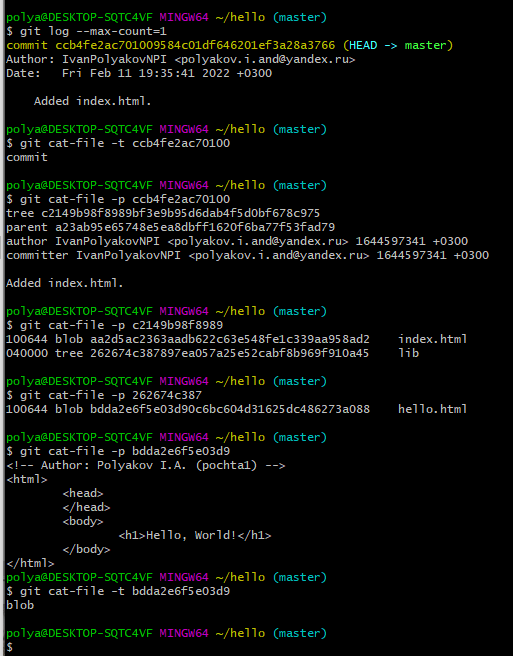 polya@DESKTOP-SQTC4VF MINGW64 ~/hello (master)
$ git log --max-count=1
commit ccb4fe2ac701009584c01df646201ef3a28a3766 (HEAD -> master)
Author: IvanPolyakovNPI <polyakov.i.and@yandex.ru>
Date:   Fri Feb 11 19:35:41 2022 +0300

    Added index.html.

polya@DESKTOP-SQTC4VF MINGW64 ~/hello (master)
$ git cat-file -t ccb4fe2ac70100
commit

polya@DESKTOP-SQTC4VF MINGW64 ~/hello (master)
$ git cat-file -p ccb4fe2ac70100
tree c2149b98f8989bf3e9b95d6dab4f5d0bf678c975
parent a23ab95e65748e5ea8dbff1620f6ba77f53fad79
author IvanPolyakovNPI <polyakov.i.and@yandex.ru> 1644597341 +0300
committer IvanPolyakovNPI <polyakov.i.and@yandex.ru> 1644597341 +0300

Added index.html.

polya@DESKTOP-SQTC4VF MINGW64 ~/hello (master)
$ git cat-file -p c2149b98f8989
100644 blob aa2d5ac2363aadb622c63e548fe1c339aa958ad2    index.html
040000 tree 262674c387897ea057a25e52cabf8b969f910a45    lib

polya@DESKTOP-SQTC4VF MINGW64 ~/hello (master)
$ git cat-file -p 262674c387
100644 blob bdda2e6f5e03d90c6bc604d31625dc486273a088    hello.html

polya@DESKTOP-SQTC4VF MINGW64 ~/hello (master)
$ git cat-file -p bdda2e6f5e03d9
<!-- Author: Polyakov I.A. (pochta1) -->
<html>
        <head>
        </head>
        <body>
                <h1>Hello, World!</h1>
        </body>
</html>
polya@DESKTOP-SQTC4VF MINGW64 ~/hello (master)
$ git cat-file -t bdda2e6f5e03d9
blob

polya@DESKTOP-SQTC4VF MINGW64 ~/hello (master)
$